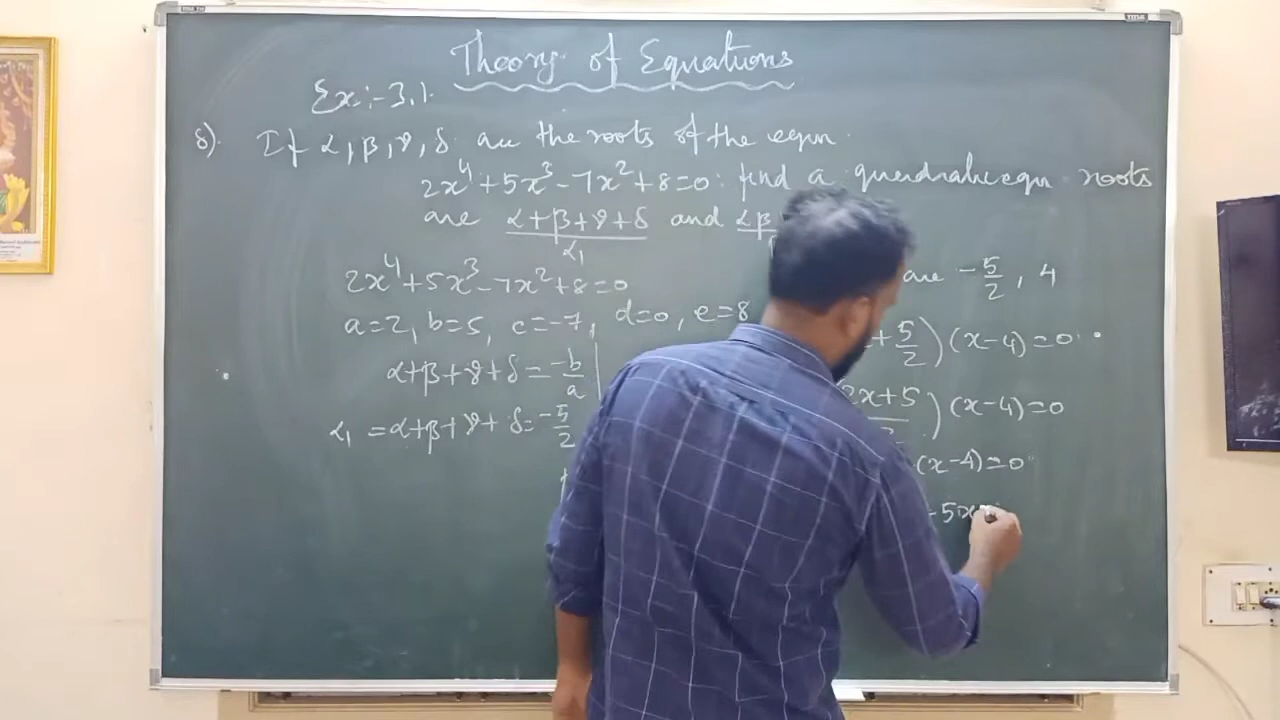 Theory of Equations
Ex:-3.1.
8). If α, β, γ, δ are the roots of the eqn.
2x⁴+5x³-7x²+8=0: find a quadratic eqn roots
are α+β+γ+δ and αβ
α₁
2x⁴+5x³-7x²+8=0
a=2, b=5, c=-7, d=0, e=8
α+β+γ+δ=-b/a
α₁ =α+β+γ+δ=-5/2
are -5/2, 4
+5/2)(x-4)=0
2x+5)(x-4)=0
(x-4)=0
5x